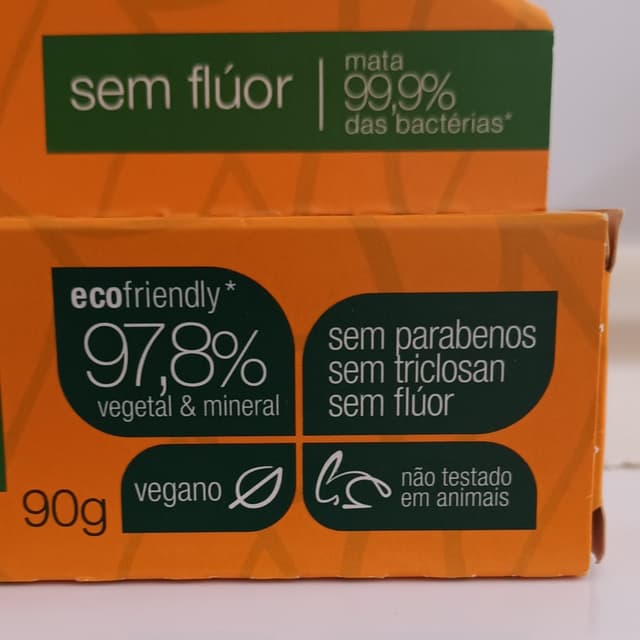 sem flúor
mata
99,9%
das bactérias*
ecofriendly*
97,8%
vegetal & mineral
sem parabenos
sem triclosan
sem flúor
90g
vegano
não testado
em animais